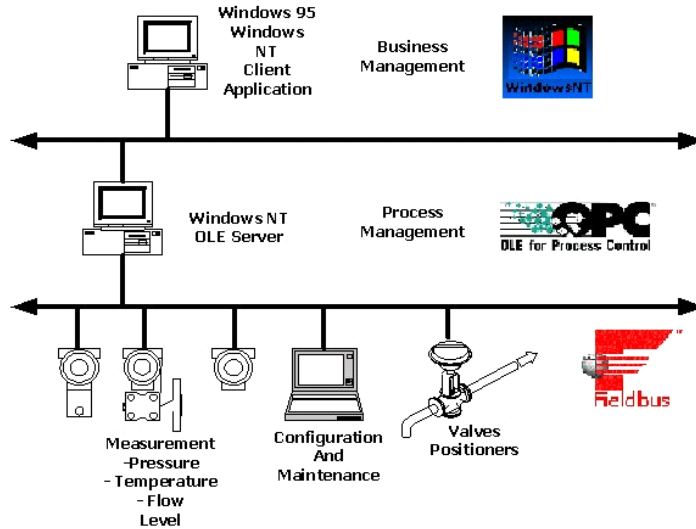 Windows 95
Windows
NT
Client
Application
Business
Management
WindowsNT
Windows NT
OLE Server
Process
Management
OPC
OLE for Process Control
Fieldbus
Measurement
-Pressure
- Temperature
- Flow
Level
Configuration
And
Maintenance
Valves
Positioners